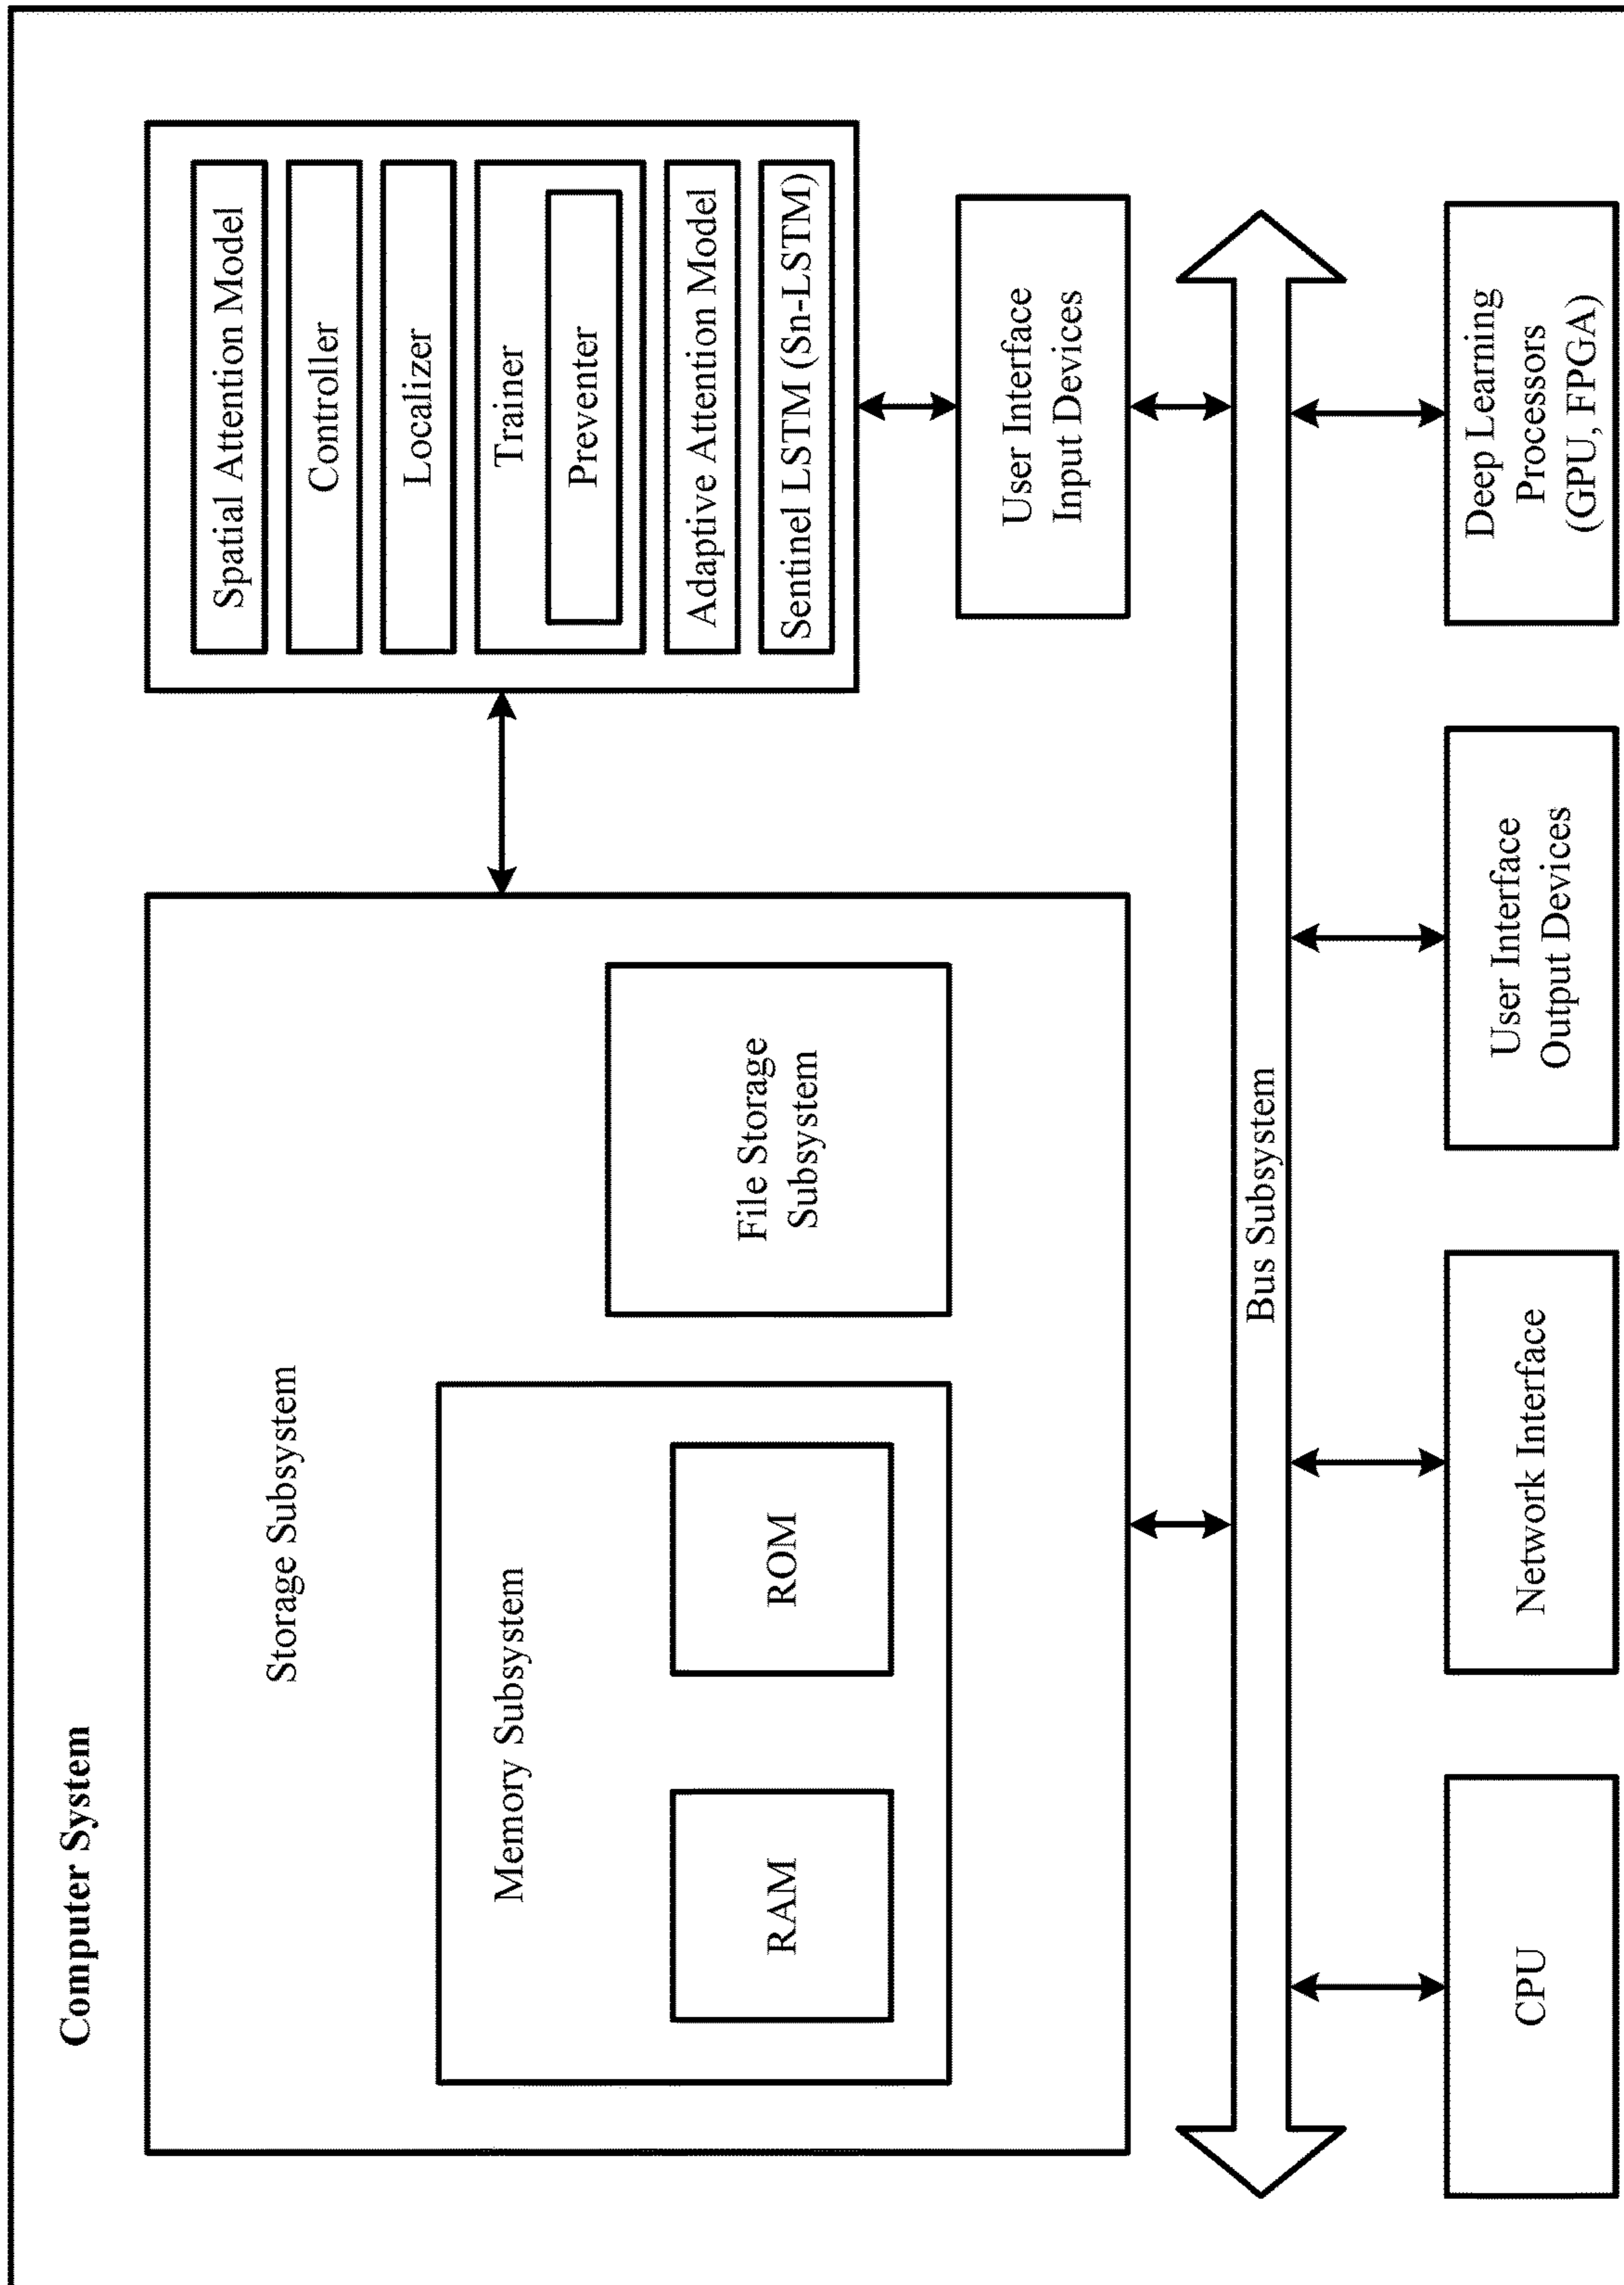 Computer System
Storage Subsystem
Memory Subsystem
RAM
ROM
File Storage
Subsystem
Spatial Attention Model
Controller
Localizer
Trainer
Preventer
Adaptive Attention Model
Sentinel LSTM (Sn-LSTM)
User Interface
Input Devices
Bus Subsystem
CPU
Network Interface
User Interface
Output Devices
Deep Learning
Processors
(GPU, FPGA)